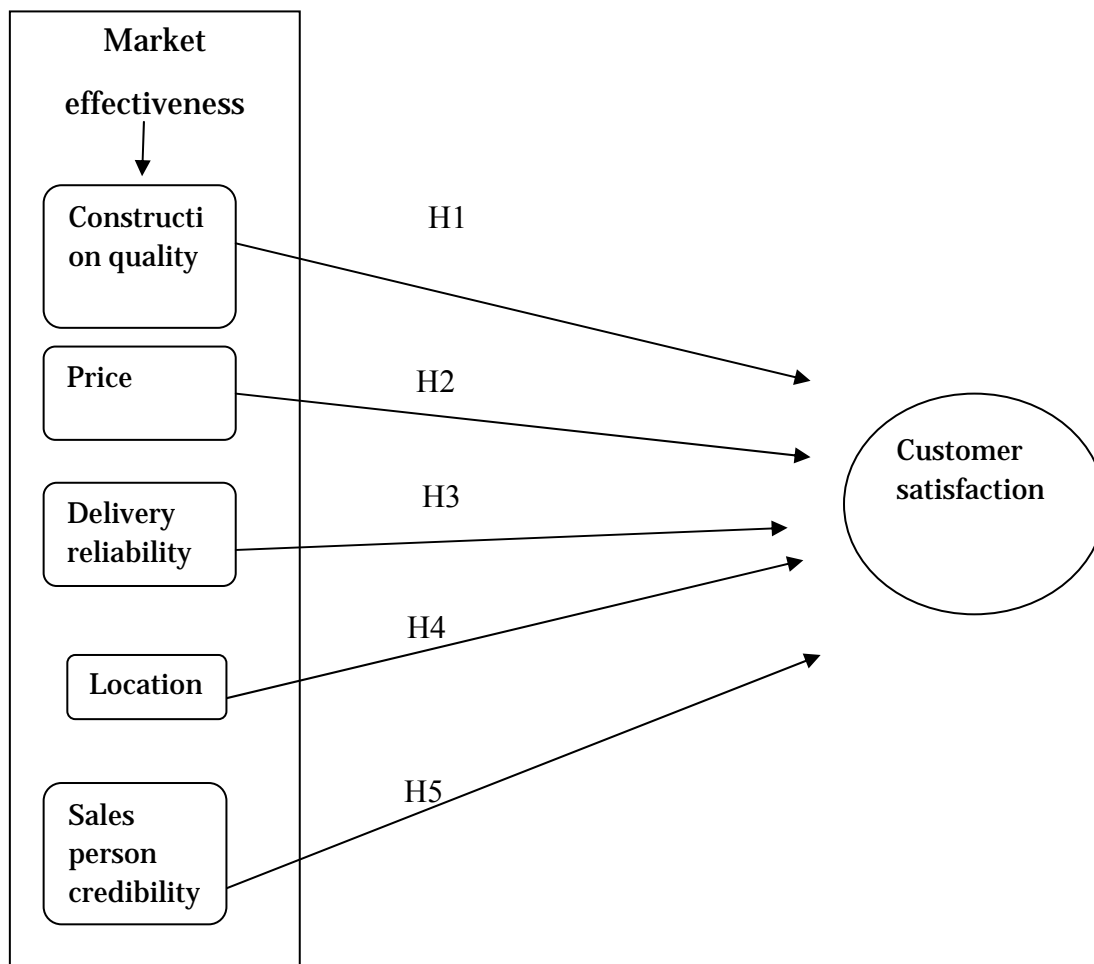 Market
effectiveness
Constructi
on quality
H1
Price
H2
Delivery
reliability
H3
Customer
satisfaction
Location
H4
Sales
person
credibility
H5